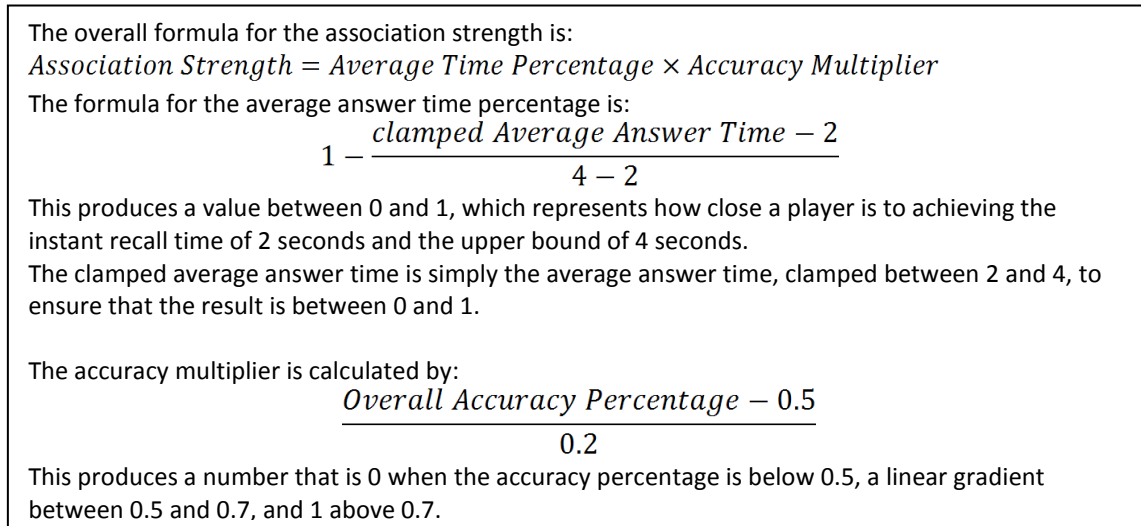 The overall formula for the association strength is:
Association Strength = Average Time Percentage × Accuracy Multiplier
The formula for the average answer time percentage is:
1 − (clamped Average Answer Time − 2) / (4 − 2)
This produces a value between 0 and 1, which represents how close a player is to achieving the
instant recall time of 2 seconds and the upper bound of 4 seconds.
The clamped average answer time is simply the average answer time, clamped between 2 and 4, to
ensure that the result is between 0 and 1.
The accuracy multiplier is calculated by:
(Overall Accuracy Percentage − 0.5) / 0.2
This produces a number that is 0 when the accuracy percentage is below 0.5, a linear gradient
between 0.5 and 0.7, and 1 above 0.7.